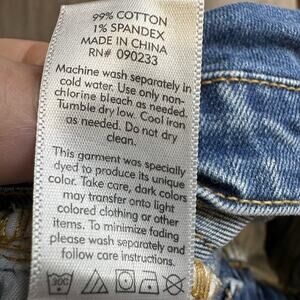 99% COTTON
1% SPANDEX
MADE IN CHINA
RN# 090233
Machine wash separately in
cold water. Use only non-
chlorine bleach as needed.
Tumble dry low. Cool iron
as needed. Do not dry
clean.
This garment was specially
dyed to produce its unique
color. Take care, dark colors
may transfer onto light
colored clothing or other
items. To minimize fading
please wash separately and
follow care instructions.
30C